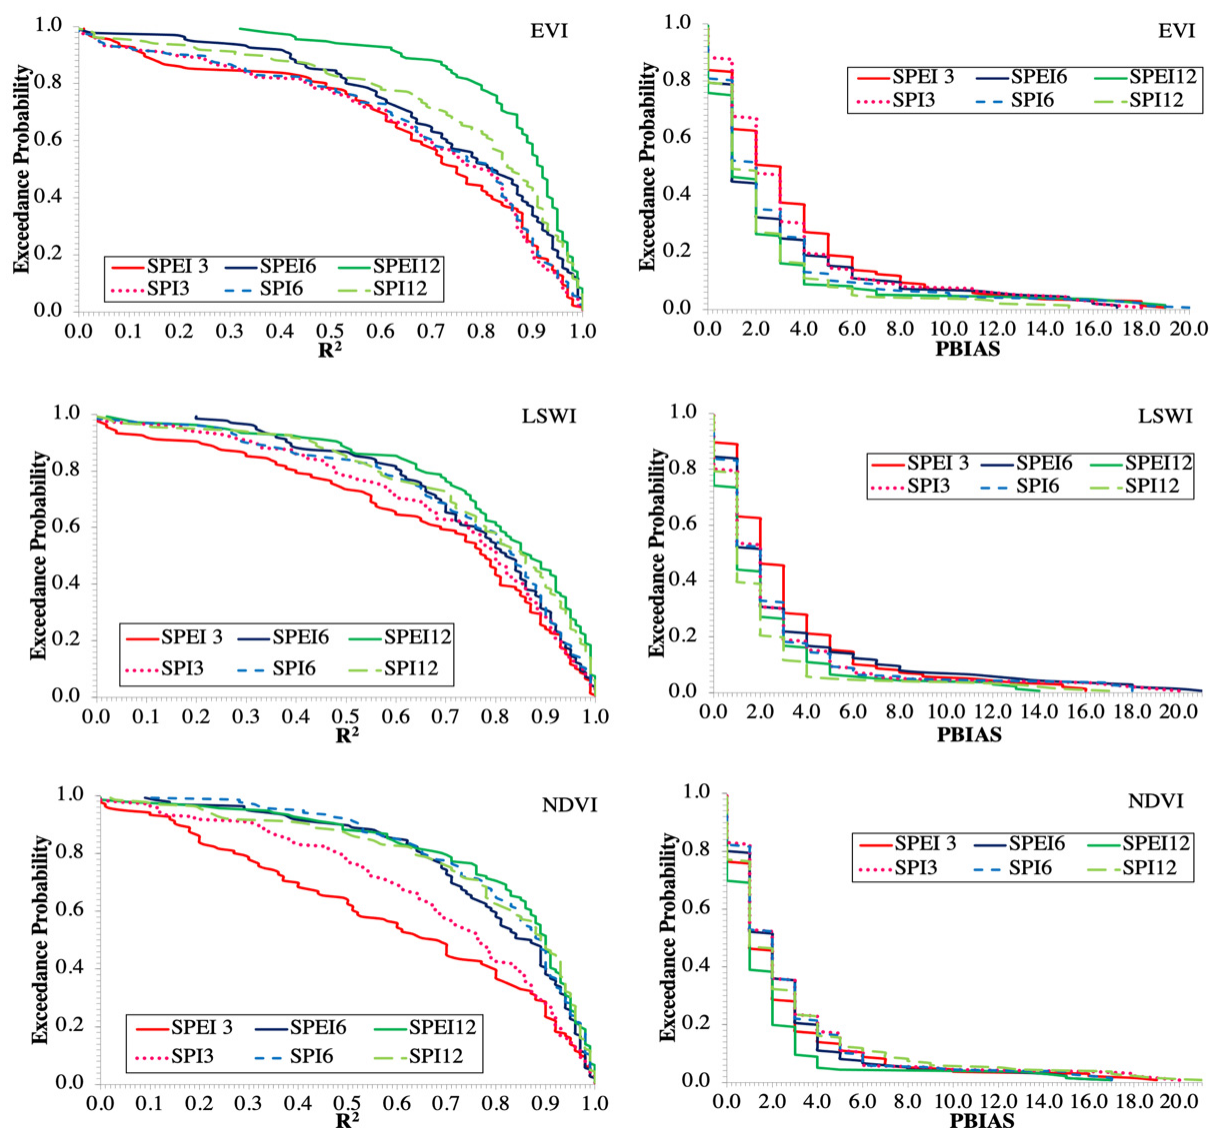 EVI
Exceedance Probability
1.0
0.8
0.6
0.4
0.2
0.0
SPEI 3 SPEI6 SPEI12
SPI3 SPI6 SPI12
0.0 0.1 0.2 0.3 0.4 0.5 0.6 0.7 0.8 0.9 1.0
R²
EVI
Exceedance Probability
1.0
0.8
0.6
0.4
0.2
0.0
SPEI 3 SPEI6 SPEI12
SPI3 SPI6 SPI12
0.0 2.0 4.0 6.0 8.0 10.0 12.0 14.0 16.0 18.0 20.0
PBIAS
LSWI
Exceedance Probability
1.0
0.8
0.6
0.4
0.2
0.0
SPEI 3 SPEI6 SPEI12
SPI3 SPI6 SPI12
0.0 0.1 0.2 0.3 0.4 0.5 0.6 0.7 0.8 0.9 1.0
R²
LSWI
Exceedance Probability
1.0
0.8
0.6
0.4
0.2
0.0
SPEI 3 SPEI6 SPEI12
SPI3 SPI6 SPI12
0.0 2.0 4.0 6.0 8.0 10.0 12.0 14.0 16.0 18.0 20.0
PBIAS
NDVI
Exceedance Probability
1.0
0.8
0.6
0.4
0.2
0.0
SPEI 3 SPEI6 SPEI12
SPI3 SPI6 SPI12
0.0 0.1 0.2 0.3 0.4 0.5 0.6 0.7 0.8 0.9 1.0
R²
NDVI
Exceedance Probability
1.0
0.8
0.6
0.4
0.2
0.0
SPEI 3 SPEI6 SPEI12
SPI3 SPI6 SPI12
0.0 2.0 4.0 6.0 8.0 10.0 12.0 14.0 16.0 18.0 20.0
PBIAS